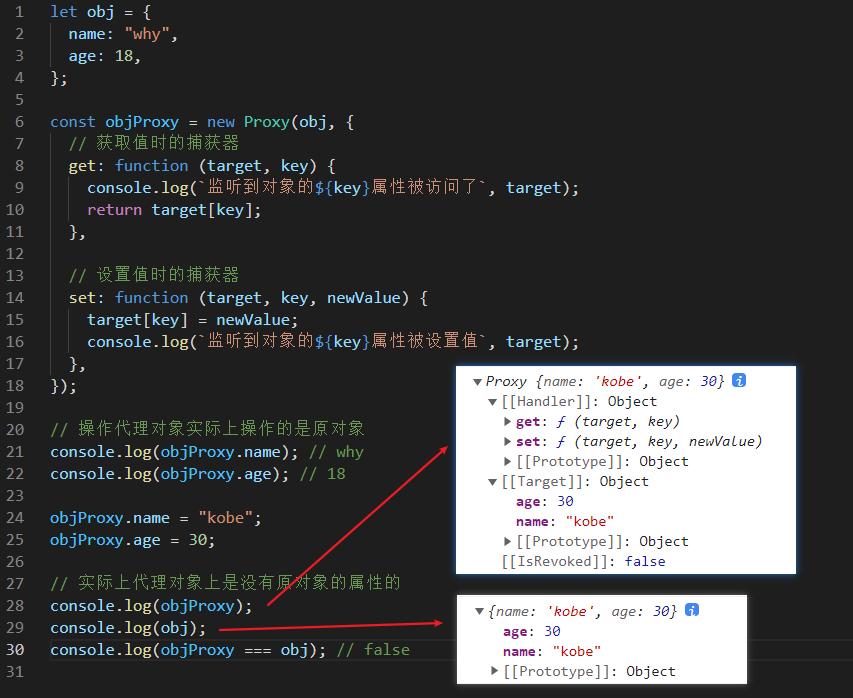 1 let obj = {
2 name: "why",
3 age: 18,
4 };
5
6 const objProxy = new Proxy(obj, {
7 // 获取值时的捕获器
8 get: function (target, key) {
9 console.log(`监听到对象的${key}属性被访问了`, target);
10 return target[key];
11 },
12
13 // 设置值时的捕获器
14 set: function (target, key, newValue) {
15 target[key] = newValue;
16 console.log(`监听到对象的${key}属性被设置值`, target);
17 },
18 });
19
20 // 操作代理对象实际上操作的是原对象
21 console.log(objProxy.name); // why
22 console.log(objProxy.age); // 18
23
24 objProxy.name = "kobe";
25 objProxy.age = 30;
26
27 // 实际上代理对象上是没有原对象的属性的
28 console.log(objProxy);
29 console.log(obj);
30 console.log(objProxy === obj); // false
31
▼Proxy {name: 'kobe', age: 30} i
▼[[Handler]]: Object
▶get: ƒ (target, key)
▶set: ƒ (target, key, newValue)
▶[[Prototype]]: Object
▼[[Target]]: Object
age: 30
name: "kobe"
▶[[Prototype]]: Object
[[IsRevoked]]: false
▼{name: 'kobe', age: 30} i
age: 30
name: "kobe"
▶[[Prototype]]: Object